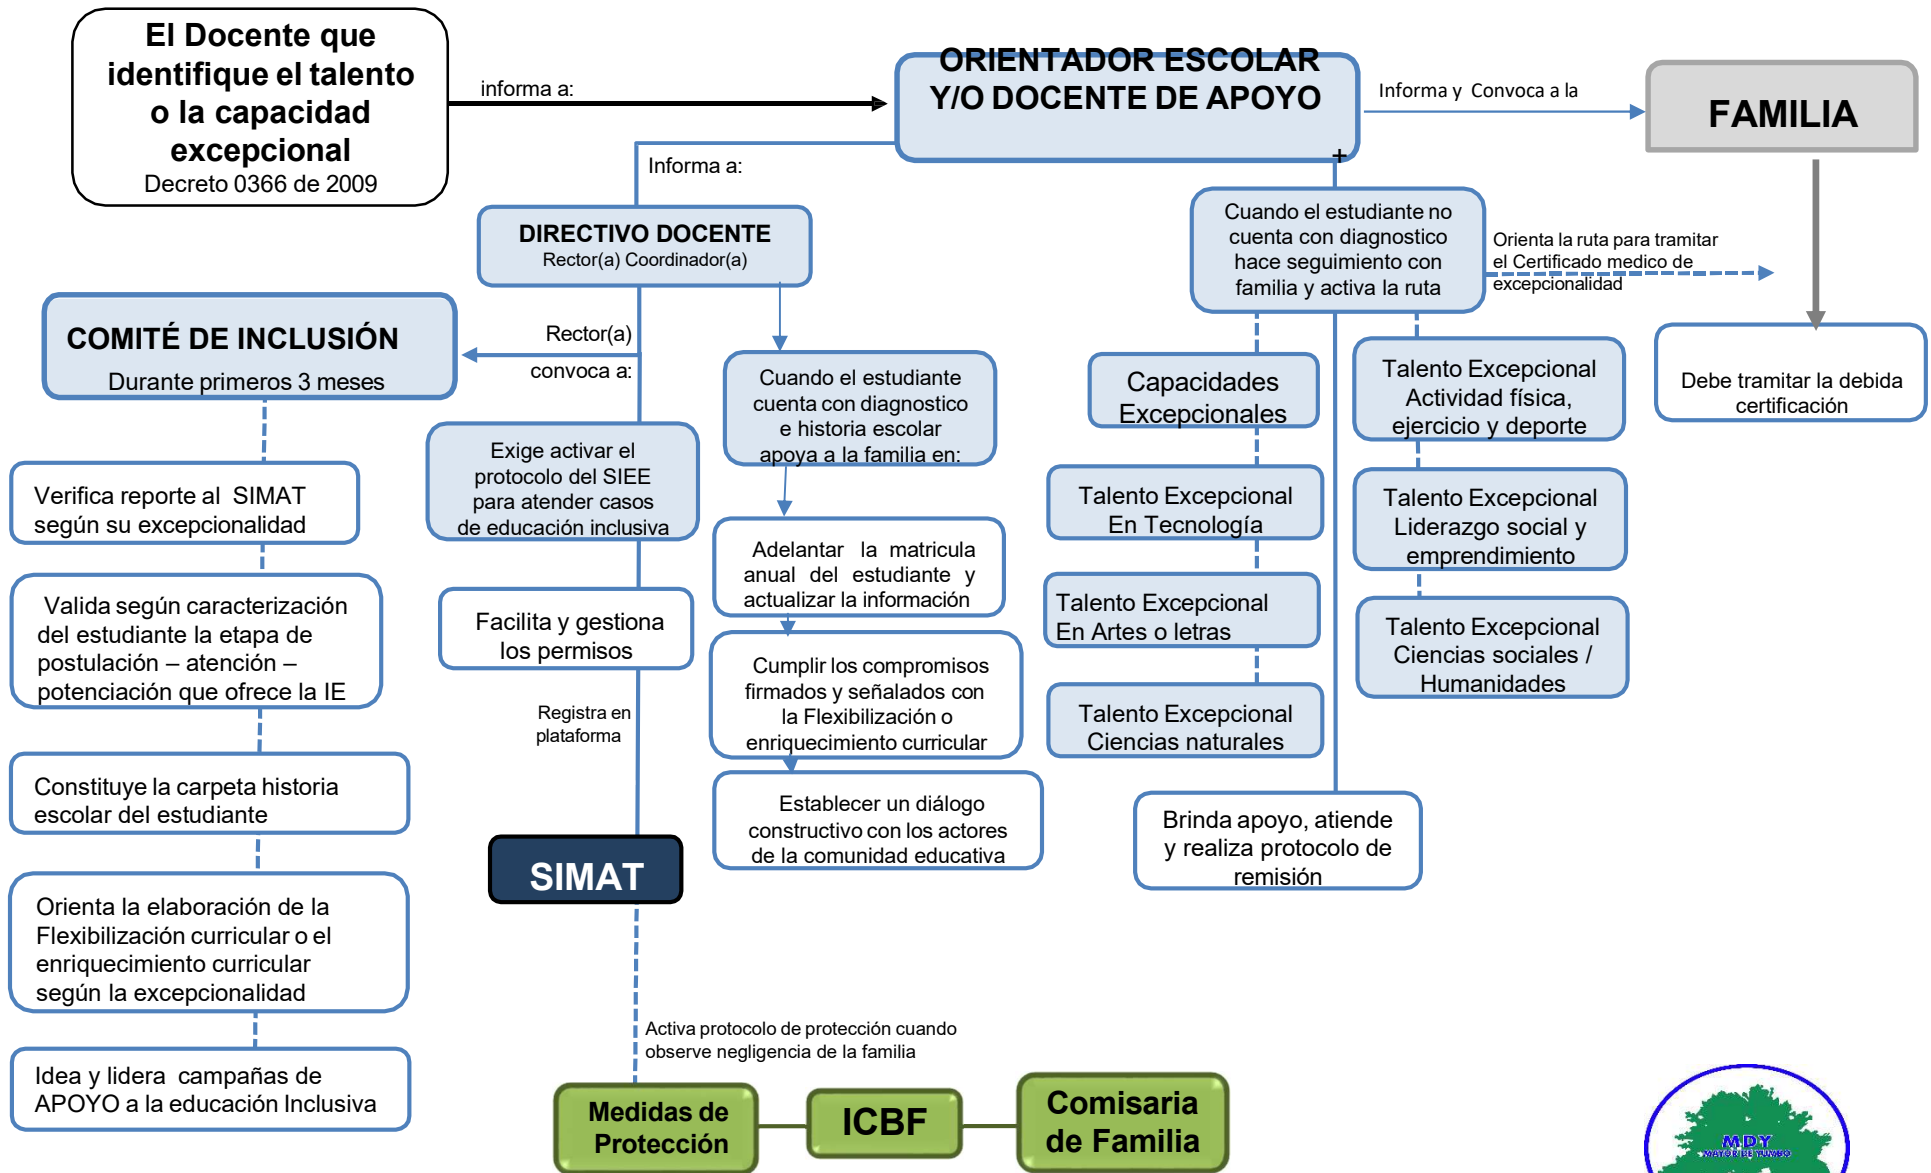 El Docente que
identifique el talento
o la capacidad
excepcional
Decreto 0366 de 2009
informa a:
ORIENTADOR ESCOLAR
Y/O DOCENTE DE APOYO
+
Informa y Convoca a la
FAMILIA
Informa a:
DIRECTIVO DOCENTE
Rector(a) Coordinador(a)
Cuando el estudiante no
cuenta con diagnostico
hace seguimiento con
familia y activa la ruta
Orienta la ruta para tramitar
el Certificado medico de
excepcionalidad
Debe tramitar la debida
certificación
COMITÉ DE INCLUSIÓN
Durante primeros 3 meses
Rector(a)
convoca a:
Verifica reporte al SIMAT
según su excepcionalidad
Valida según caracterización
del estudiante la etapa de
postulación – atención –
potenciación que ofrece la IE
Constituye la carpeta historia
escolar del estudiante
Orienta la elaboración de la
Flexibilización curricular o el
enriquecimiento curricular
según la excepcionalidad
Idea y lidera campañas de
APOYO a la educación Inclusiva
Exige activar el
protocolo del SIEE
para atender casos
de educación inclusiva
Facilita y gestiona
los permisos
Registra en
plataforma
SIMAT
Activa protocolo de protección cuando
observe negligencia de la familia
Medidas de
Protección
ICBF
Comisaria
de Familia
Cuando el estudiante
cuenta con diagnostico
e historia escolar
apoya a la familia en:
Adelantar la matricula
anual del estudiante y
actualizar la información
Cumplir los compromisos
firmados y señalados con
la Flexibilización o
enriquecimiento curricular
Establecer un diálogo
constructivo con los actores
de la comunidad educativa
Capacidades
Excepcionales
Talento Excepcional
En Tecnología
Talento Excepcional
En Artes o letras
Talento Excepcional
Ciencias naturales
Talento Excepcional
Actividad física,
ejercicio y deporte
Talento Excepcional
Liderazgo social y
emprendimiento
Talento Excepcional
Ciencias sociales /
Humanidades
Brinda apoyo, atiende
y realiza protocolo de
remisión
MDY
MAYOR DE YUMBO